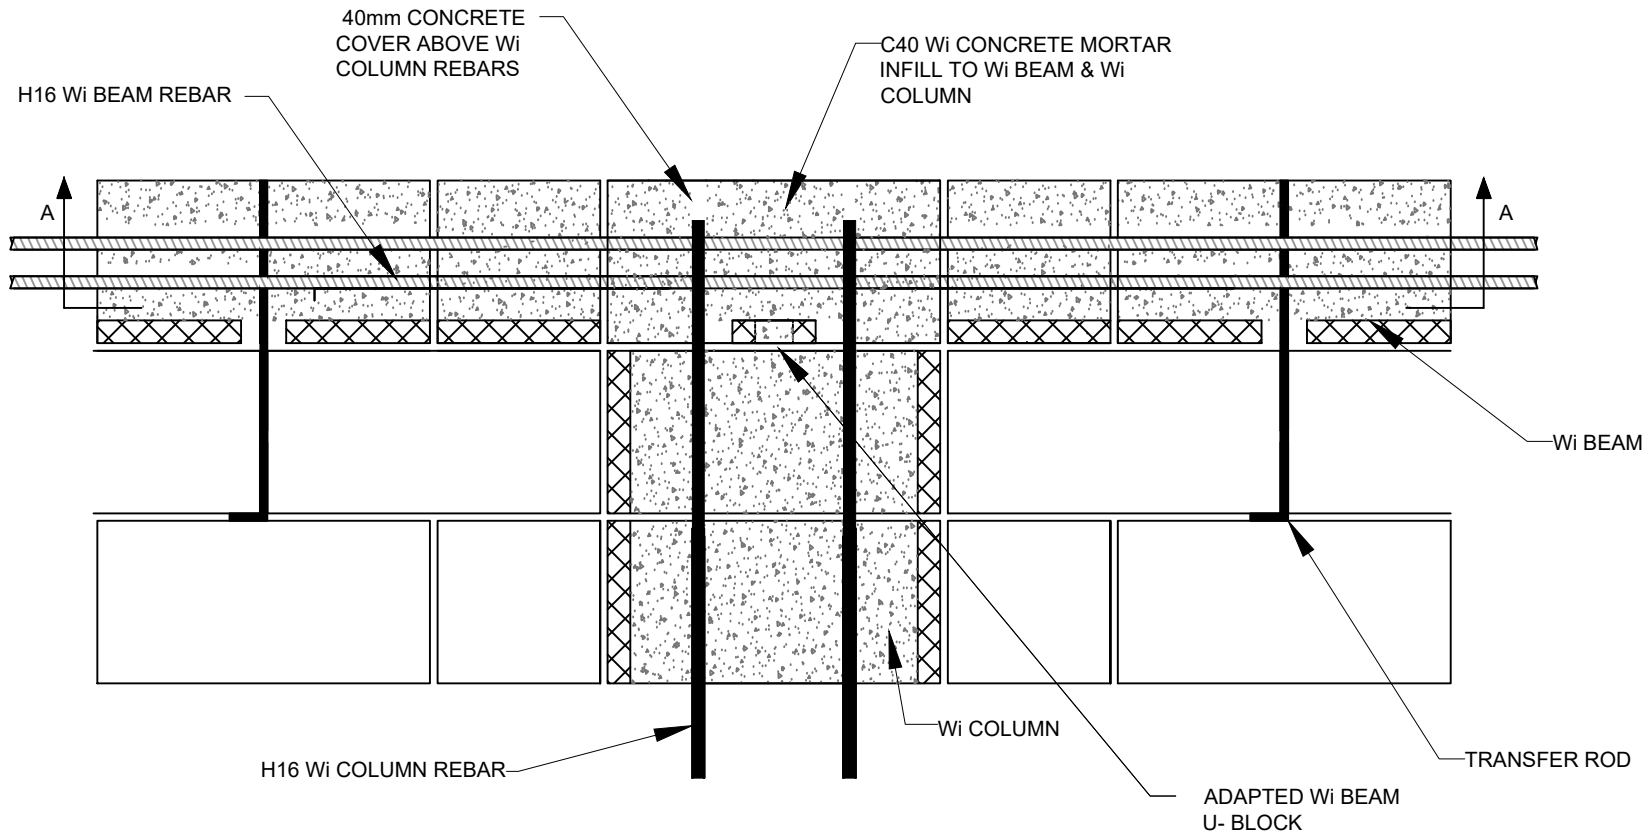 40mm CONCRETE
COVER ABOVE Wi
COLUMN REBARS
C40 Wi CONCRETE MORTAR
INFILL TO Wi BEAM & Wi
COLUMN
H16 Wi BEAM REBAR
A
A
Wi BEAM
Wi COLUMN
H16 Wi COLUMN REBAR
TRANSFER ROD
ADAPTED Wi BEAM
U- BLOCK